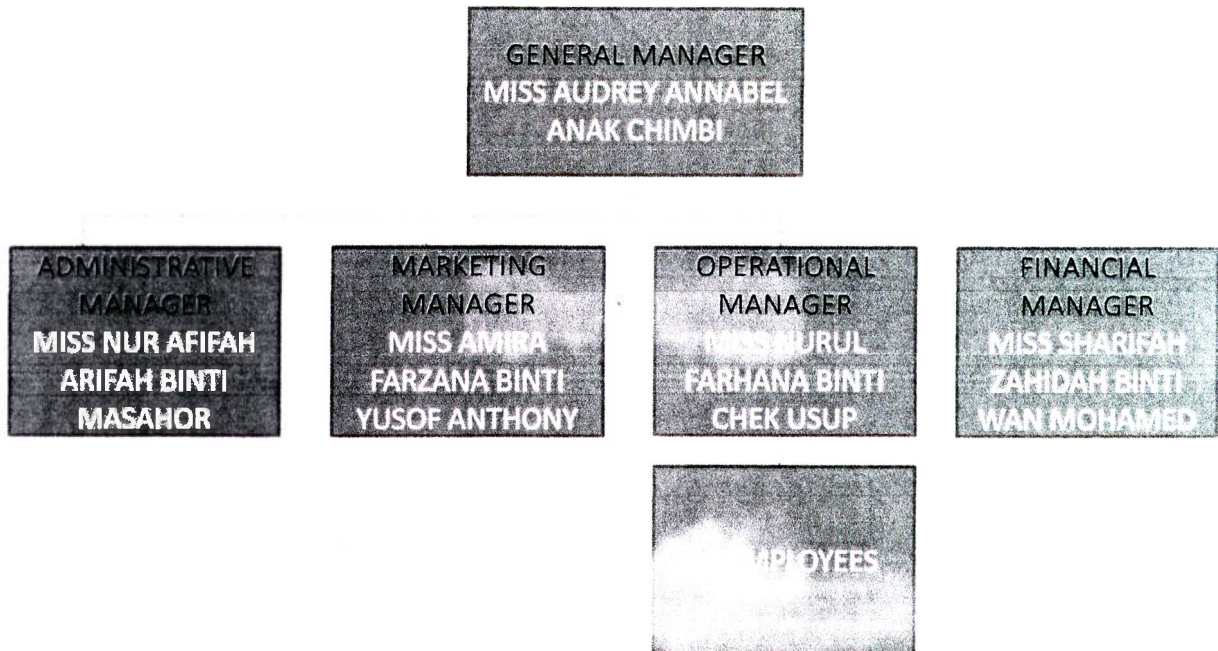 GENERAL MANAGER
MISS AUDREY ANNABEL
ANAK CHIMBI
ADMINISTRATIVE
MANAGER
MISS NUR AFIFAH
ARIFAH BINTI
MASAHOR
MARKETING
MANAGER
MISS AMIRA
FARZANA BINTI
YUSOF ANTHONY
OPERATIONAL
MANAGER
MISS NURUL
FARHANA BINTI
CHEK USUP
FINANCIAL
MANAGER
MISS SHARIFAH
ZAHIDAH BINTI
WAN MOHAMED